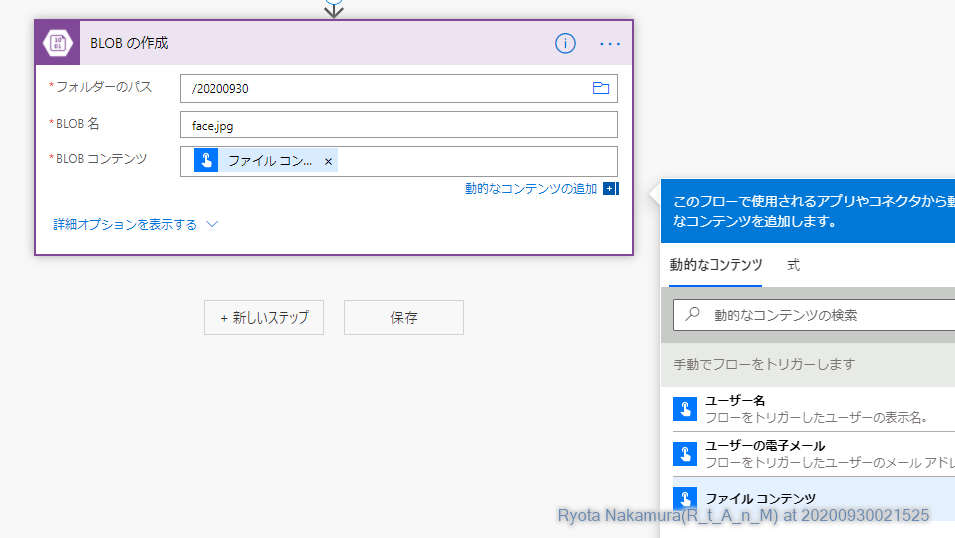 BLOB の作成
*フォルダーのパス
/20200930
*BLOB 名
face.jpg
*BLOB コンテンツ
ファイル コン... ×
動的なコンテンツの追加
詳細オプションを表示する
+ 新しいステップ
保存
このフローで使用されるアプリやコネクタから動
なコンテンツを追加します。
動的なコンテンツ
式
動的なコンテンツの検索
手動でフローをトリガーします
ユーザー名
フローをトリガーしたユーザーの表示名。
ユーザーの電子メール
フローをトリガーしたユーザーのメール アドレ
ファイル コンテンツ
Ryota Nakamura(R_t_A_n_M) at 20200930021525